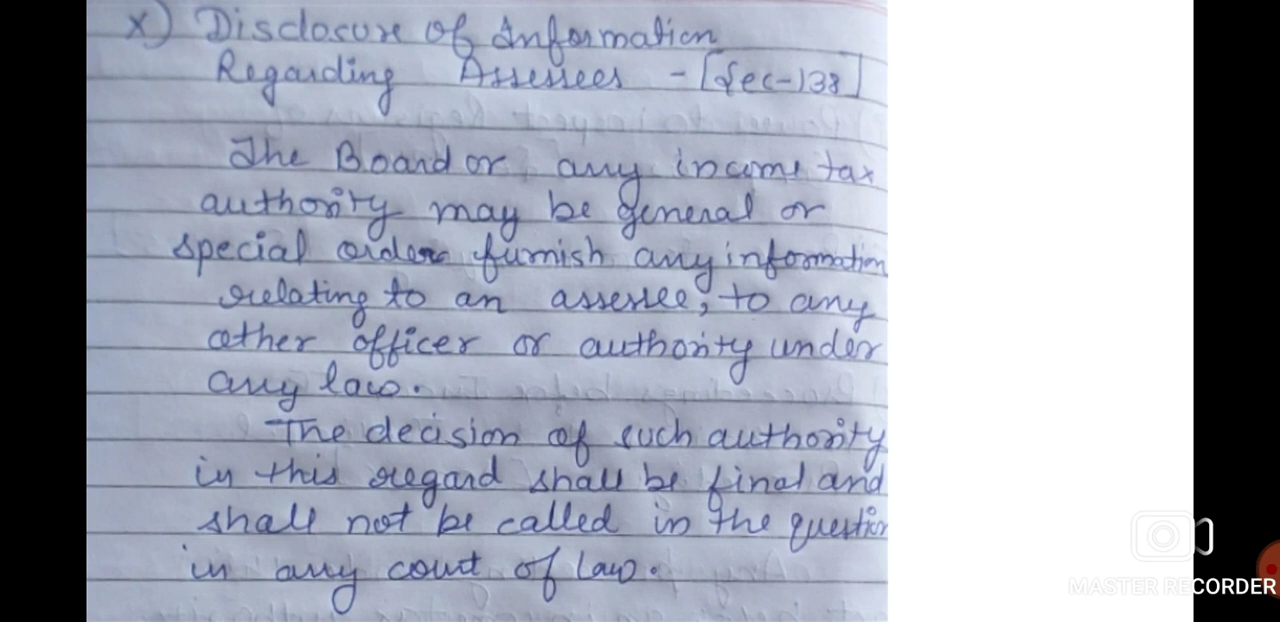 x) Disclosure of Information
Regarding Assessees - [Sec-138]
The Board or any income tax
authority may be general or
special order furnish any information
relating to an assessee, to any
other officer or authority under
any law.
The decision of such authority
in this regard shall be final and
shall not be called in the question
in any court of law.
MASTER RECORDER